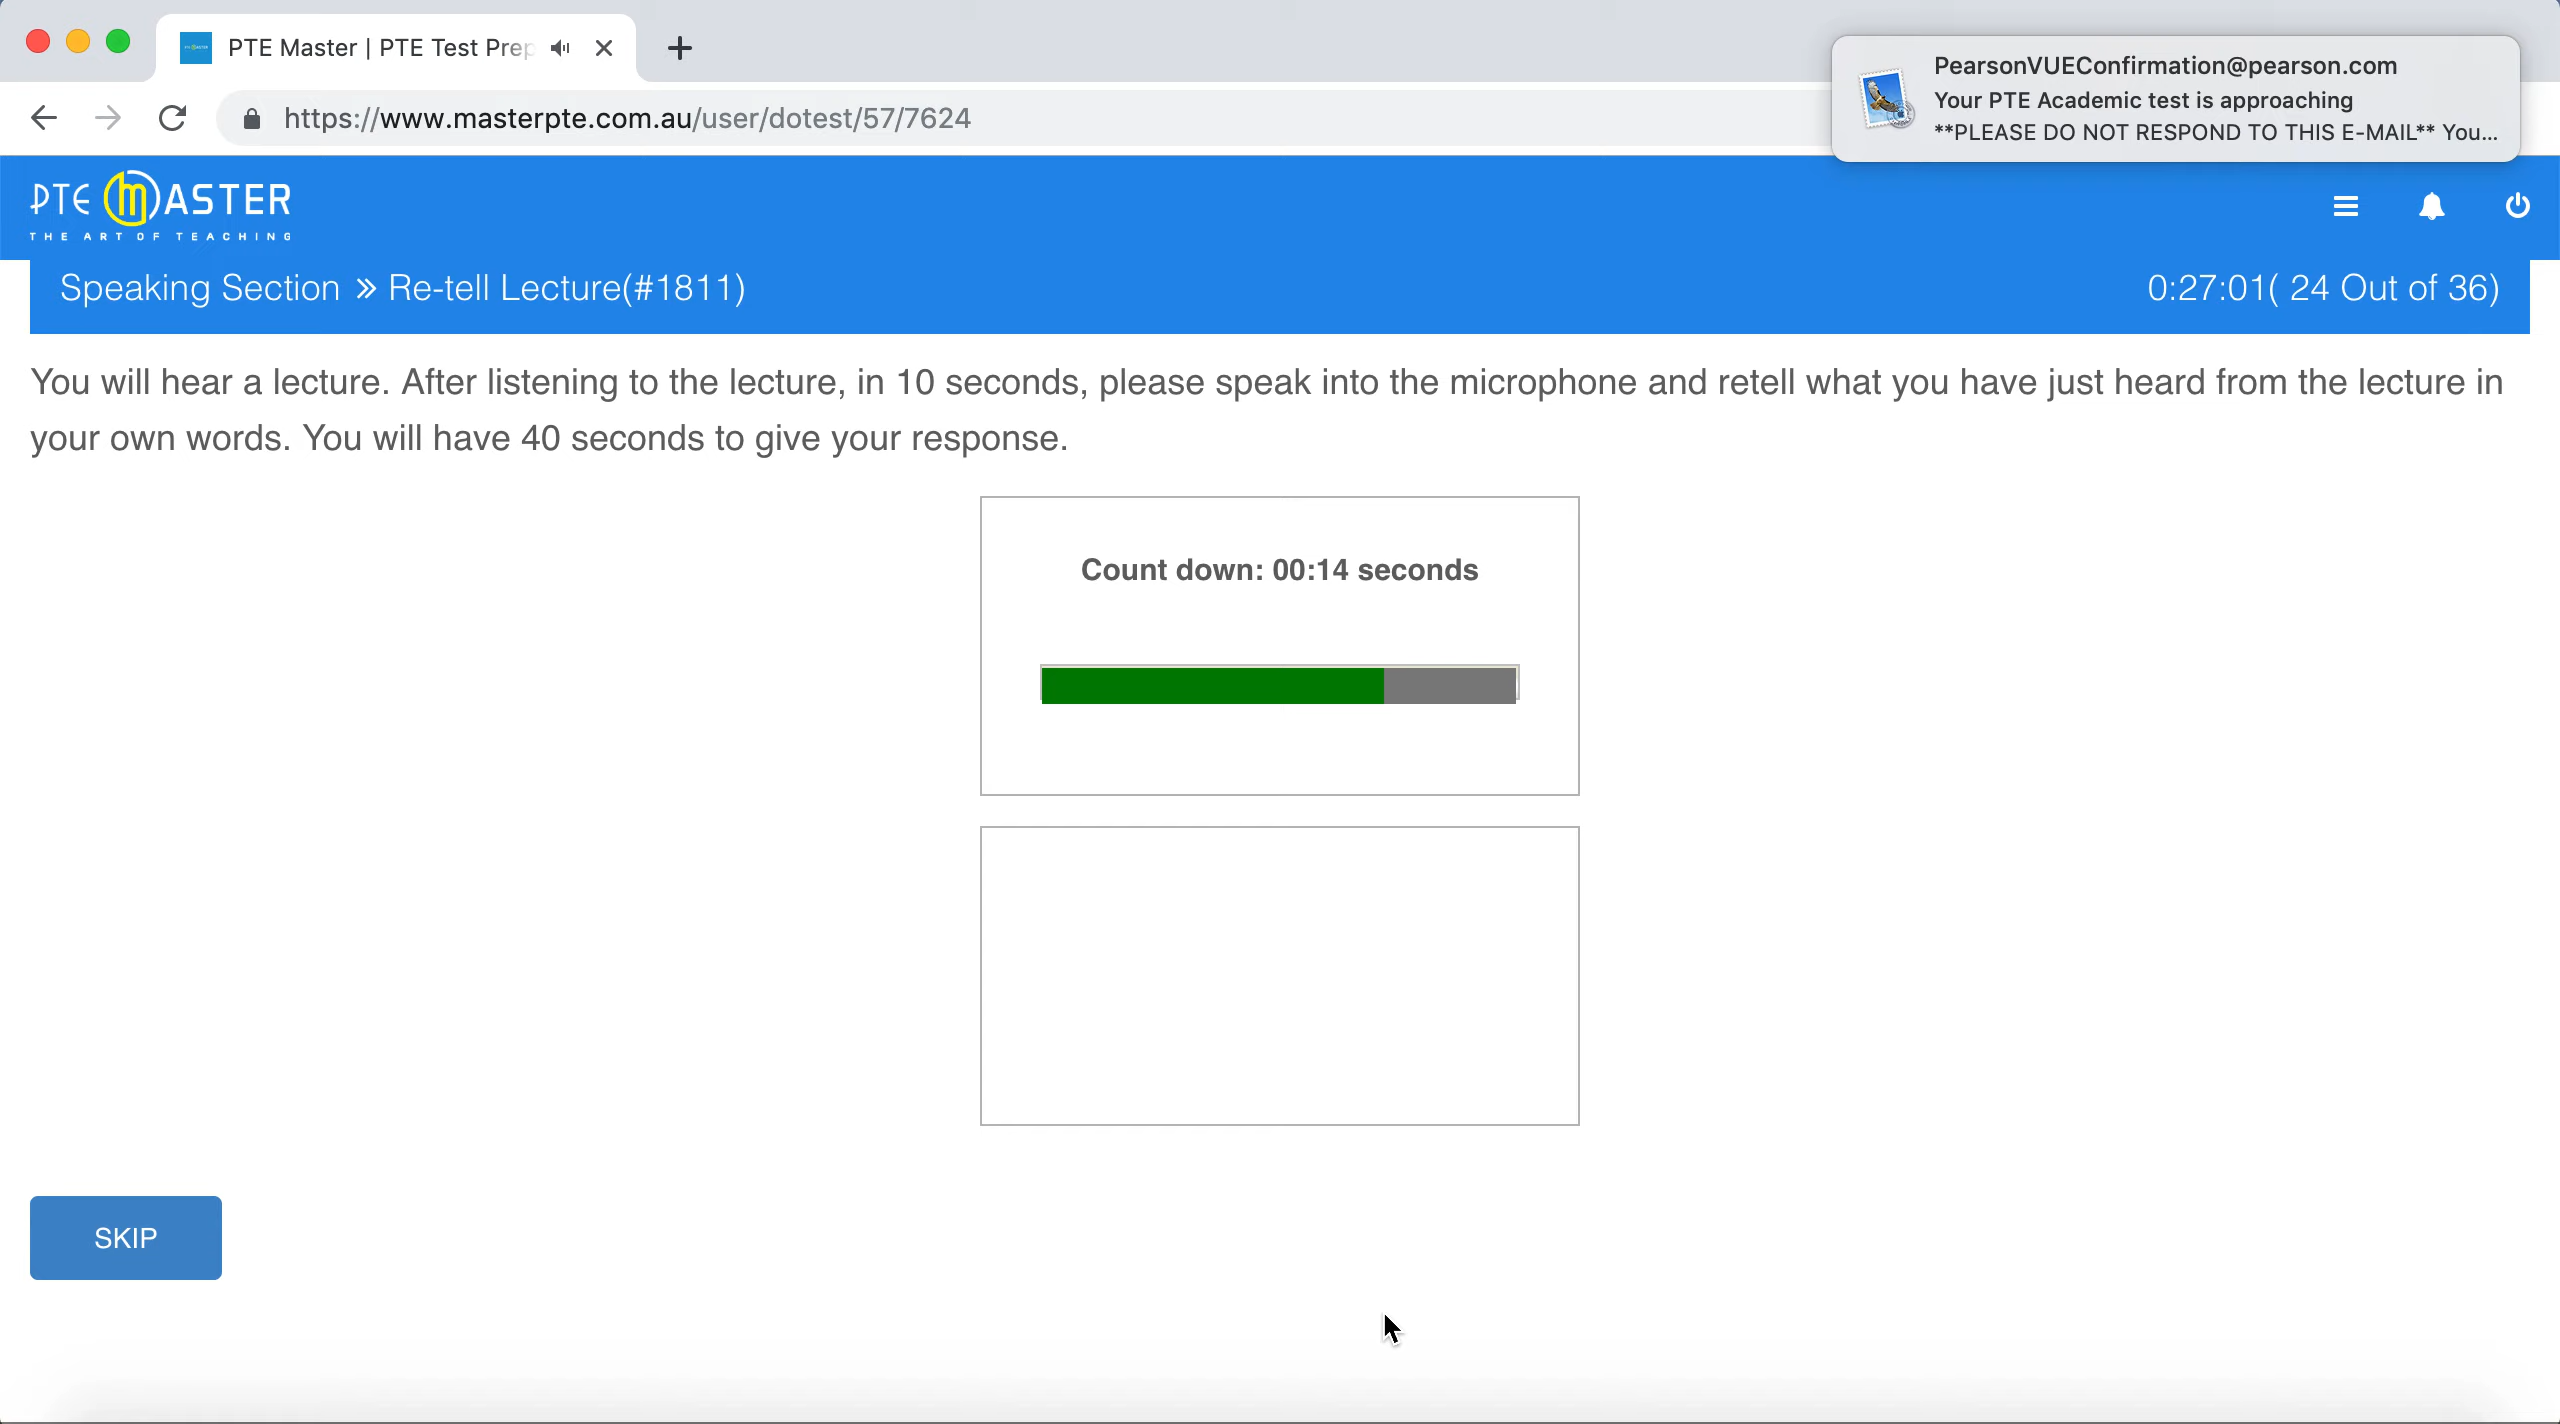 PTE Master | PTE Test Prep
https://www.masterpte.com.au/user/dotest/57/7624
PearsonVUEConfirmation@pearson.com
Your PTE Academic test is approaching
**PLEASE DO NOT RESPOND TO THIS E-MAIL** You...
PTE MASTER
THE ART OF TEACHING
Speaking Section » Re-tell Lecture(#1811)
0:27:01( 24 Out of 36)
You will hear a lecture. After listening to the lecture, in 10 seconds, please speak into the microphone and retell what you have just heard from the lecture in
your own words. You will have 40 seconds to give your response.
Count down: 00:14 seconds
SKIP